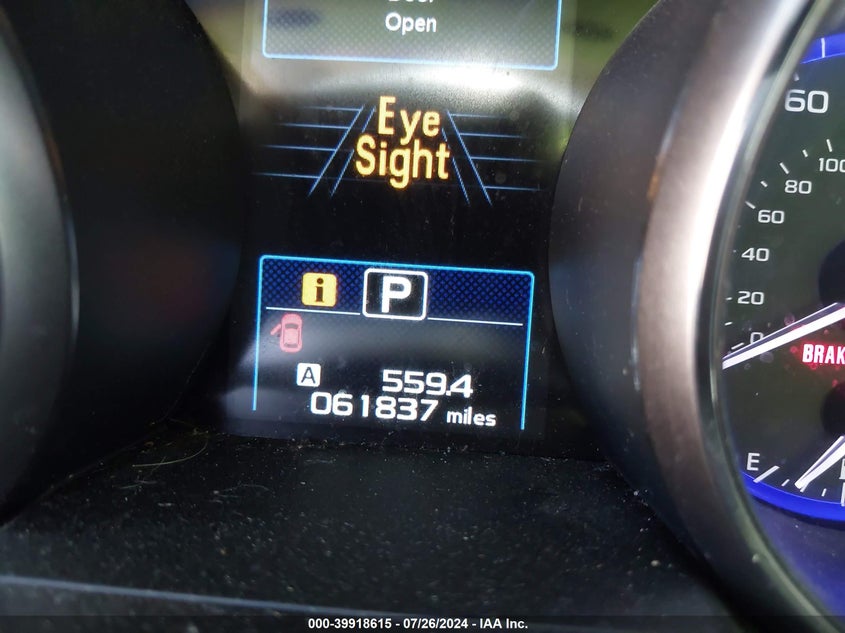 Open
Eye
Sight
i P
A 559.4
061837 miles
60
100
80
60
40
20
0
BRAK
E
000-39918615 - 07/26/2024 - IAA Inc.